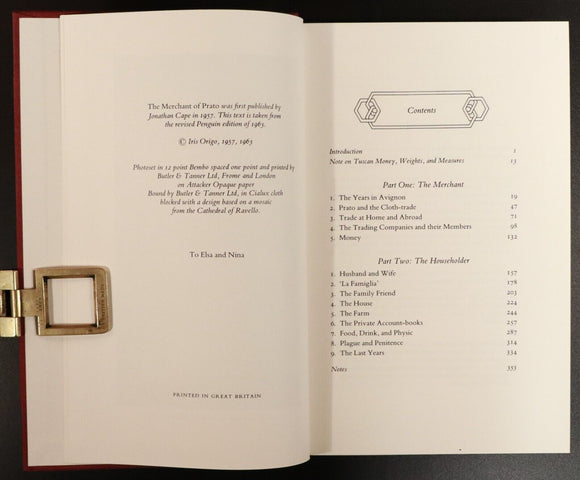 The Merchant of Prato was first published by
Jonathan Cape in 1957. This text is taken from
the revised Penguin edition of 1963.
© Iris Origo, 1957, 1963
Photoset in 12 point Bembo spaced one point and printed by
Butler & Tanner Ltd, Frome and London
on Attacker Opaque paper
Bound by Butler & Tanner Ltd, in Cialux cloth
blocked with a design based on a mosaic
from the Cathedral of Ravello.
To Elsa and Nina
PRINTED IN GREAT BRITAIN
Contents
Introduction 1
Note on Tuscan Money, Weights, and Measures 15
Part One: The Merchant
1. The Years in Avignon 19
2. Prato and the Cloth-trade 47
3. Trade at Home and Abroad 71
4. The Trading Companies and their Members 98
5. Money 132
Part Two: The Householder
1. Husband and Wife 157
2. 'La Famiglia' 178
3. The Family Friend 203
4. The House 224
5. The Farm 244
6. The Private Account-books 257
7. Food, Drink, and Physic 287
8. Plague and Penitence 314
9. The Last Years 334
Notes 353